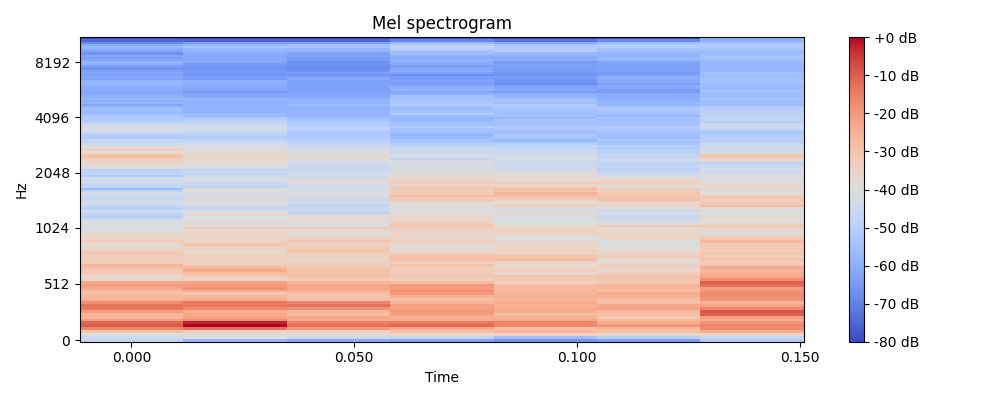 Mel spectrogram
Hz
8192
4096
2048
1024
512
0
0.000
0.050
0.100
0.150
Time
+0 dB
-10 dB
-20 dB
-30 dB
-40 dB
-50 dB
-60 dB
-70 dB
-80 dB